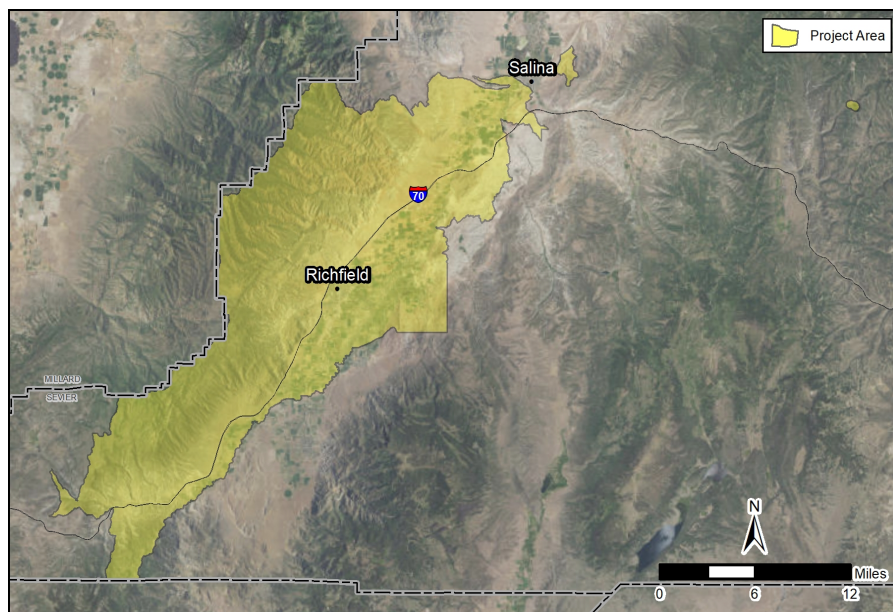 Project Area
Salina
70
Richfield
MILLARD
SEVIER
N
Miles
0 6 12